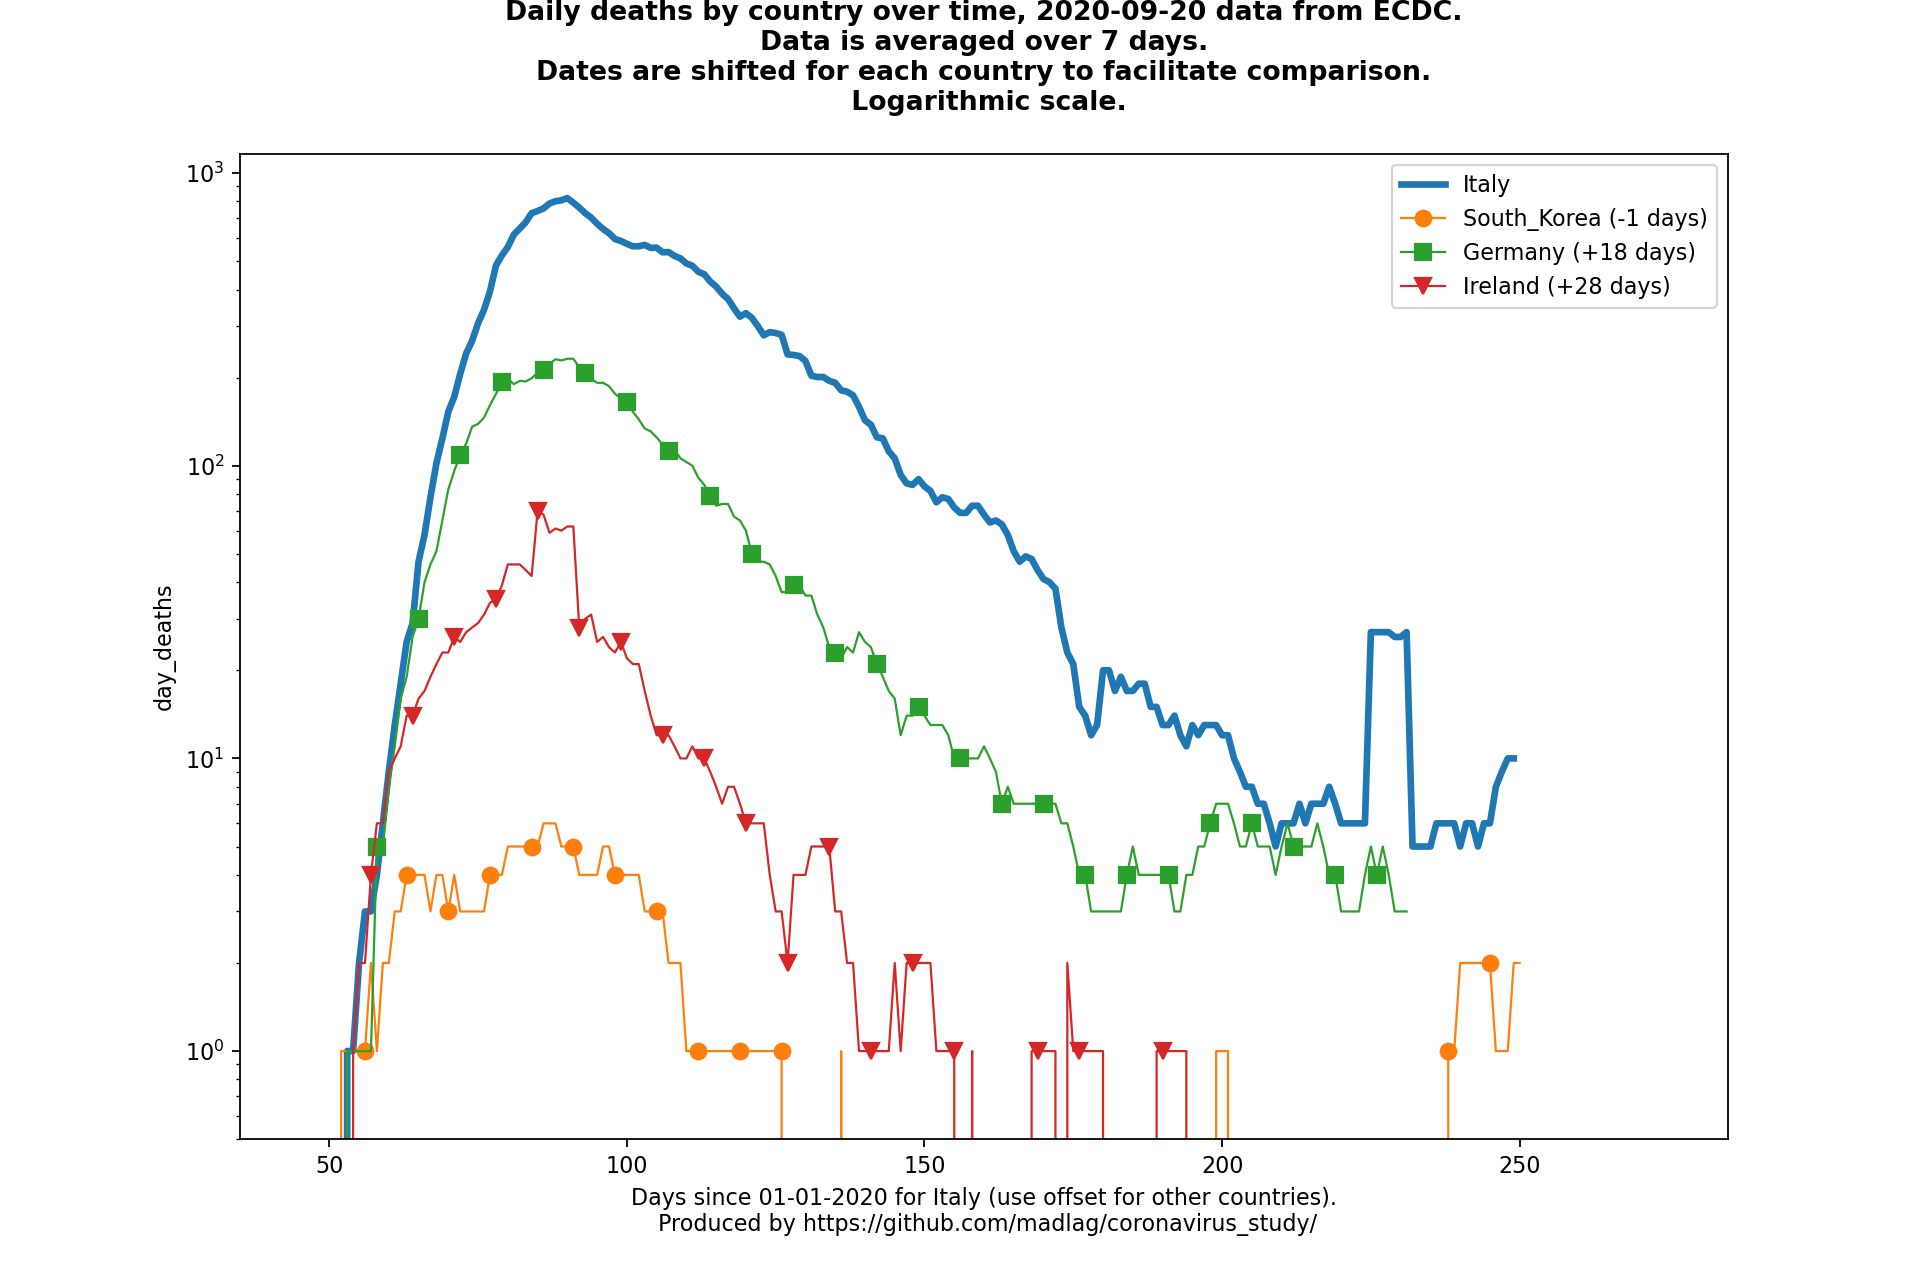 Daily deaths by country over time, 2020-09-20 data from ECDC.
Data is averaged over 7 days.
Dates are shifted for each country to facilitate comparison.
Logarithmic scale.
10³
10²
10¹
10⁰
day_deaths
Italy
South_Korea (-1 days)
Germany (+18 days)
Ireland (+28 days)
50 100 150 200 250
Days since 01-01-2020 for Italy (use offset for other countries).
Produced by https://github.com/madlag/coronavirus_study/